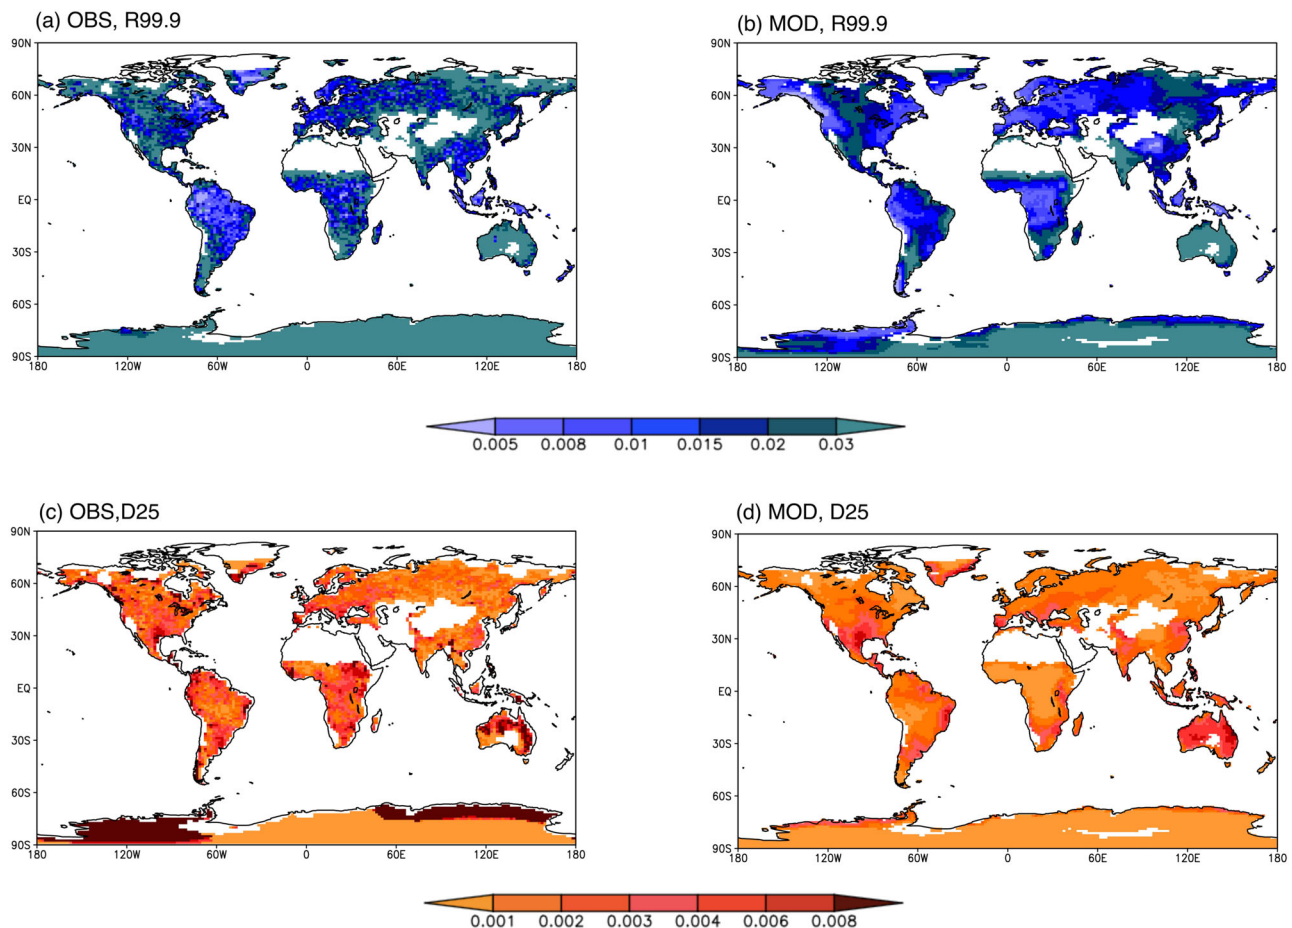 (a) OBS, R99.9
(b) MOD, R99.9
90N
60N
30N
EQ
30S
60S
90S
180
120W
60W
0
60E
120E
180
90N
60N
30N
EQ
30S
60S
90S
180
120W
60W
0
60E
120E
180
0.005 0.008 0.01 0.015 0.02 0.03
(c) OBS,D25
(d) MOD, D25
90N
60N
30N
EQ
30S
60S
90S
180
120W
60W
0
60E
120E
180
90N
60N
30N
EQ
30S
60S
90S
180
120W
60W
0
60E
120E
180
0.001 0.002 0.003 0.004 0.006 0.008